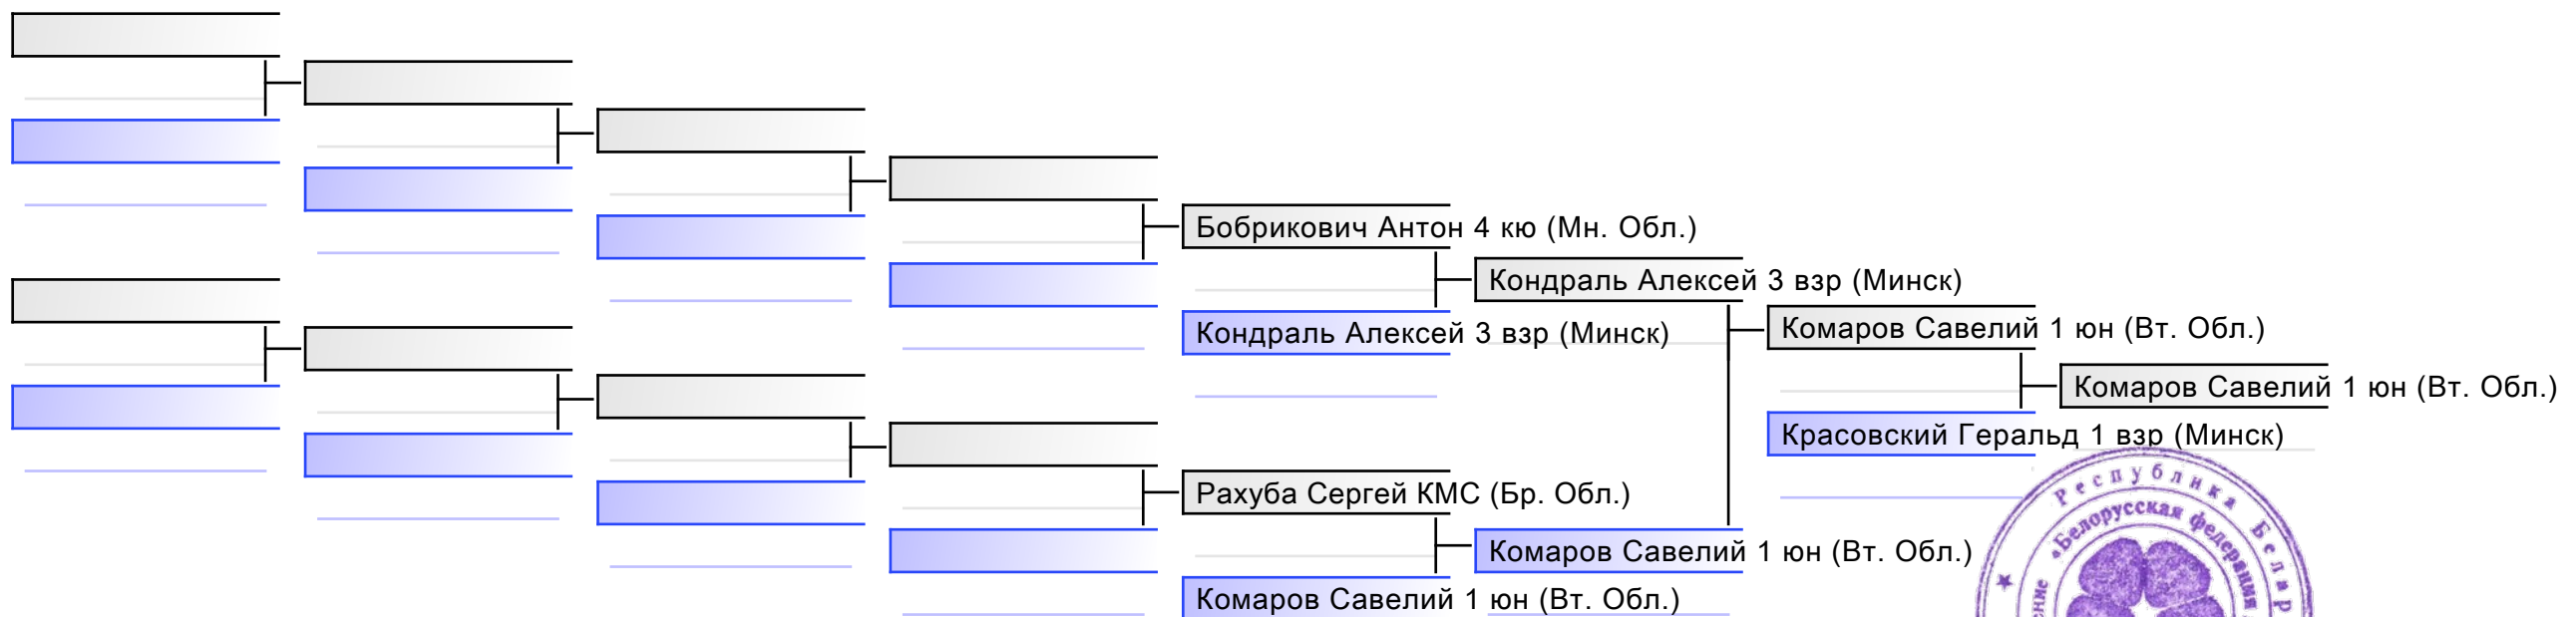 Бобрикович Антон 4 кю (Мн. Обл.)
Кондраль Алексей 3 взр (Минск)
Кондраль Алексей 3 взр (Минск)
Комаров Савелий 1 юн (Вт. Обл.)
Комаров Савелий 1 юн (Вт. Обл.)
Красовский Геральд 1 взр (Минск)
Рахуба Сергей КМС (Бр. Обл.)
Комаров Савелий 1 юн (Вт. Обл.)
Комаров Савелий 1 юн (Вт. Обл.)
Республика Белар
«Белорусская федерация